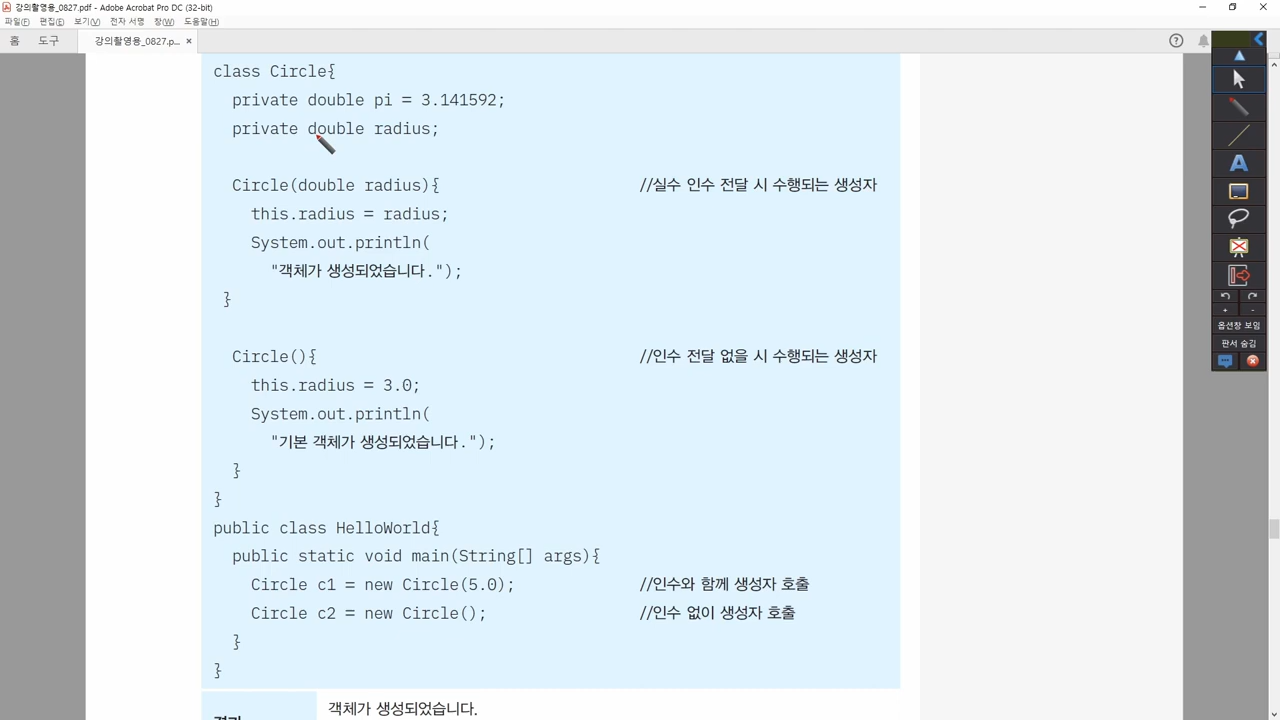 강의촬영용_0827.pdf - Adobe Acrobat Pro DC (32-bit)
파일(F) 편집(E) 보기(V) 전자 서명 창(W) 도움말(H)
홈 도구 강의촬영용_0827.p... ×
class Circle{
private double pi = 3.141592;
private double radius;
Circle(double radius){ //실수 인수 전달 시 수행되는 생성자
this.radius = radius;
System.out.println(
"객체가 생성되었습니다.");
}
Circle(){ //인수 전달 없을 시 수행되는 생성자
this.radius = 3.0;
System.out.println(
"기본 객체가 생성되었습니다.");
}
}
public class HelloWorld{
public static void main(String[] args){
Circle c1 = new Circle(5.0); //인수와 함께 생성자 호출
Circle c2 = new Circle(); //인수 없이 생성자 호출
}
}
결과 객체가 생성되었습니다.
A
+ -
옵션창 보임
판서 숨김